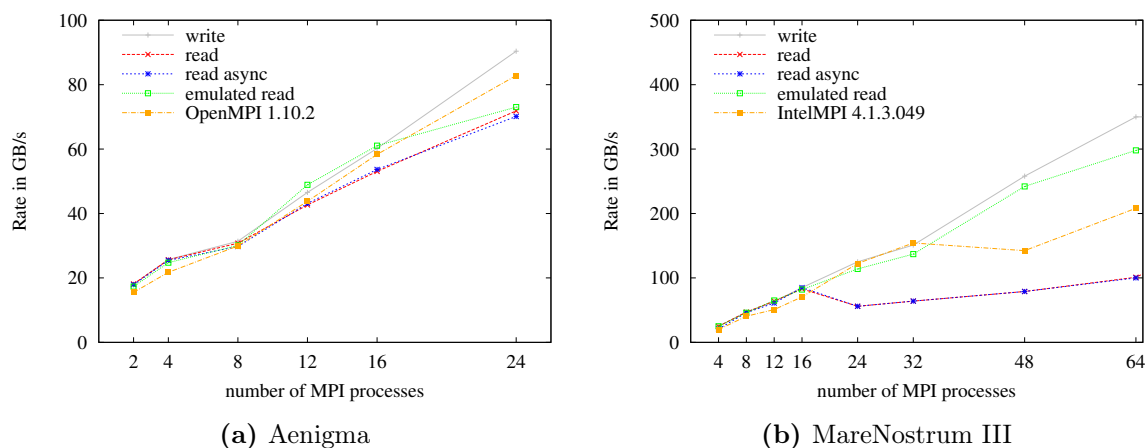 100
80
60
40
20
0
Rate in GB/s
write
read
read async
emulated read
OpenMPI 1.10.2
2 4 8 12 16 24
number of MPI processes
(a) Aenigma
500
400
300
200
100
0
Rate in GB/s
write
read
read async
emulated read
IntelMPI 4.1.3.049
4 8 12 16 24 32 48 64
number of MPI processes
(b) MareNostrum III